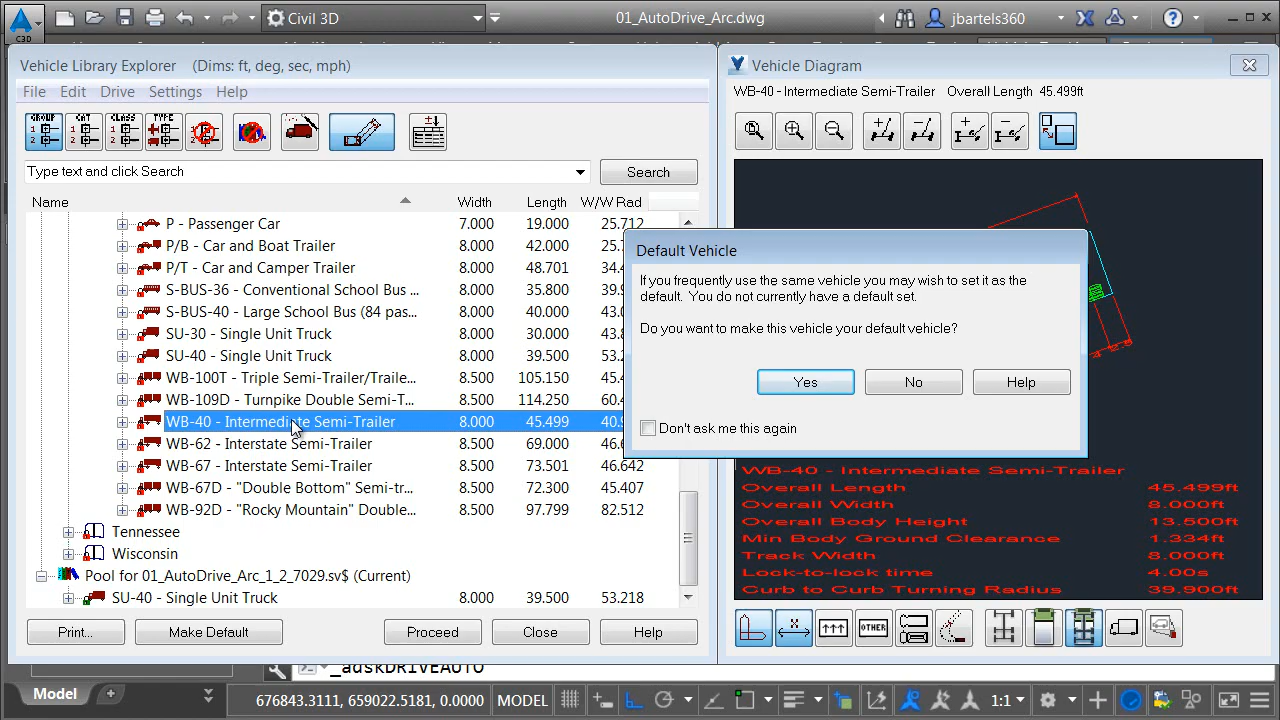 Civil 3D
01_AutoDrive_Arc.dwg
jbartels360
C3D
Vehicle Library Explorer (Dims: ft, deg, sec, mph)
File Edit Drive Settings Help
GROUP CAT CLASS TYPE
Type text and click Search
Search
Name Width Length W/W Rad
P - Passenger Car 7.000 19.000 25.712
P/B - Car and Boat Trailer 8.000 42.000
P/T - Car and Camper Trailer 8.000 48.701
S-BUS-36 - Conventional School Bus ... 8.000 35.800
S-BUS-40 - Large School Bus (84 pas... 8.000 40.000
SU-30 - Single Unit Truck 8.000 30.000
SU-40 - Single Unit Truck 8.000 39.500
WB-100T - Triple Semi-Trailer/Traile... 8.500 105.150
WB-109D - Turnpike Double Semi-T... 8.500 114.250
WB-40 - Intermediate Semi-Trailer 8.000 45.499
WB-62 - Interstate Semi-Trailer 8.500 69.000
WB-67 - Interstate Semi-Trailer 8.500 73.501 46.642
WB-67D - "Double Bottom" Semi-tr... 8.500 72.300 45.407
WB-92D - "Rocky Mountain" Double... 8.500 97.799 82.512
Tennessee
Wisconsin
Pool for 01_AutoDrive_Arc_1_2_7029.sv$ (Current)
SU-40 - Single Unit Truck 8.000 39.500 53.218
Print... Make Default Proceed Close Help
Vehicle Diagram
WB-40 - Intermediate Semi-Trailer Overall Length 45.499ft
Default Vehicle
If you frequently use the same vehicle you may wish to set it as the
default. You do not currently have a default set.
Do you want to make this vehicle your default vehicle?
Yes No Help
Don't ask me this again
WB-40 - Intermediate Semi-Trailer
Overall Length 45.499ft
Overall Width 8.000ft
Overall Body Height 13.500ft
Min Body Ground Clearance 1.334ft
Track Width 8.000ft
Lock-to-lock time 4.00s
Curb to Curb Turning Radius 39.900ft
OTHER
_adskDRIVEAUTO
Model
676843.3111, 659022.5181, 0.0000 MODEL 1:1